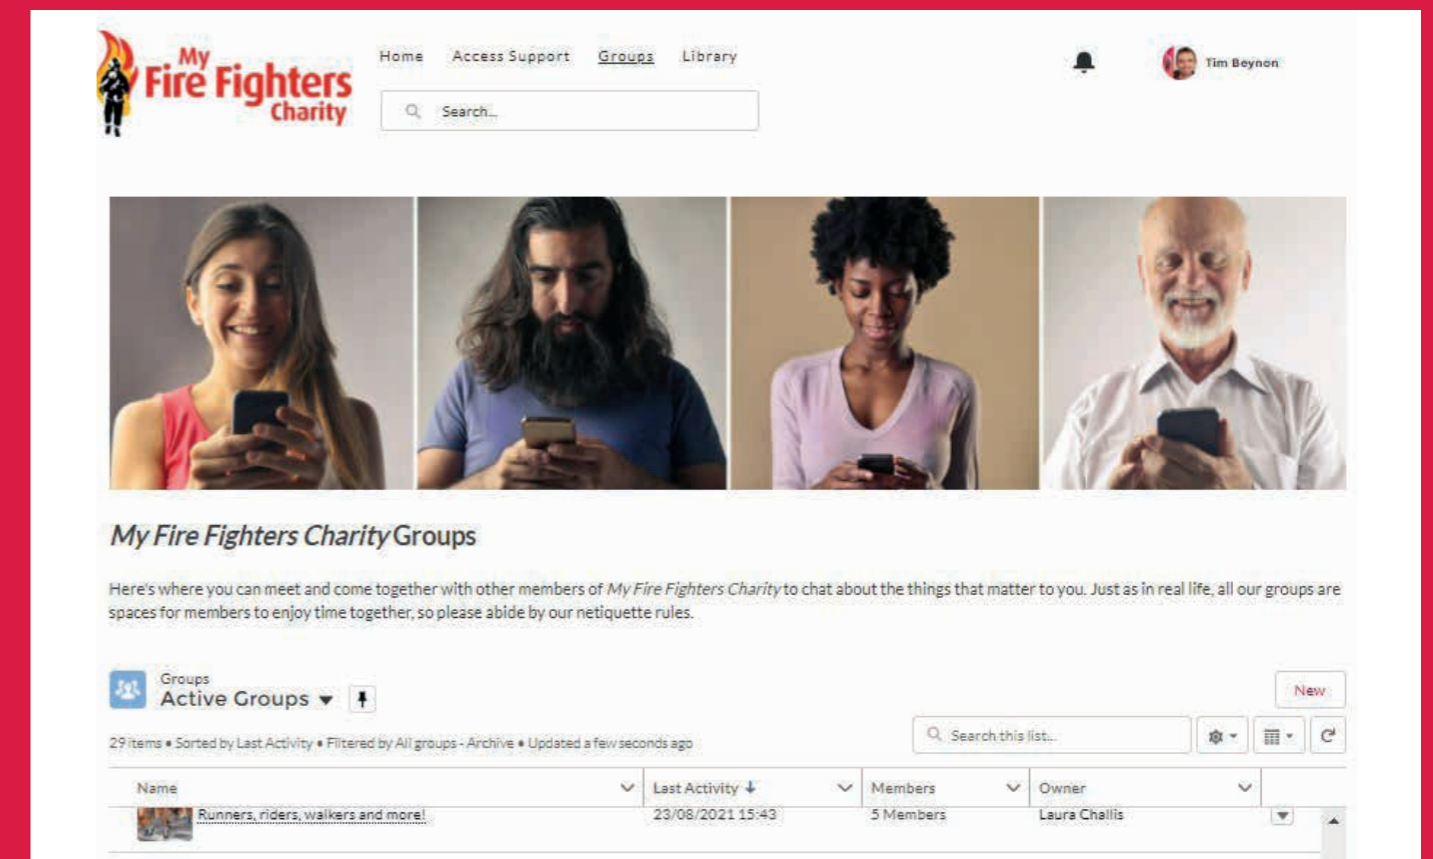 My
Fire Fighters
Charity
Home Access Support Groups Library
Search...
Tim Beynon
My Fire Fighters Charity Groups
Here's where you can meet and come together with other members of My Fire Fighters Charity to chat about the things that matter to you. Just as in real life, all our groups are
spaces for members to enjoy time together, so please abide by our netiquette rules.
Groups
Active Groups
New
29 items • Sorted by Last Activity • Filtered by All groups - Archive • Updated a few seconds ago
Search this list...
Name Last Activity Members Owner
Runners, riders, walkers and more! 23/08/2021 15:43 5 Members Laura Challis